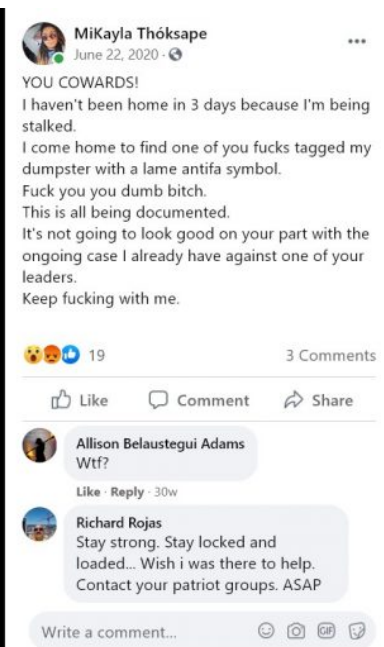 MiKayla Thóksape
June 22, 2020 ·
YOU COWARDS!
I haven't been home in 3 days because I'm being
stalked.
I come home to find one of you fucks tagged my
dumpster with a lame antifa symbol.
Fuck you you dumb bitch.
This is all being documented.
It's not going to look good on your part with the
ongoing case I already have against one of your
leaders.
Keep fucking with me.
19
3 Comments
Like
Comment
Share
Allison Belaustegui Adams
Wtf?
Like · Reply · 30w
Richard Rojas
Stay strong. Stay locked and
loaded... Wish i was there to help.
Contact your patriot groups. ASAP
Write a comment...
GIF